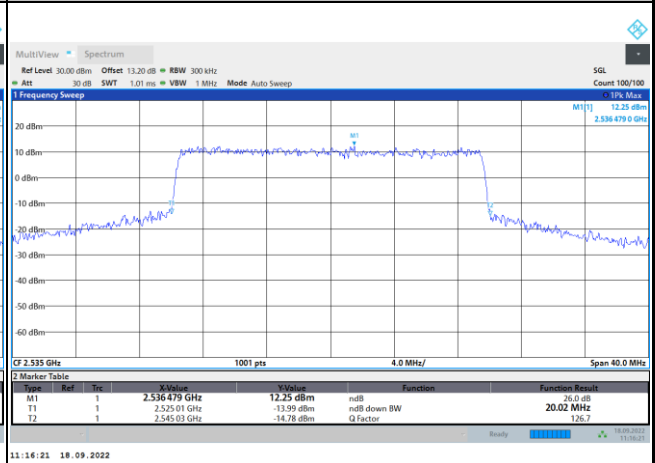 MultiView Spectrum
Ref Level 30.00 dBm Offset 13.20 dB RBW 300 kHz SGL
Att 30 dB SWT 1.01 ms VBW 1 MHz Mode Auto Sweep Count 100/100
1 Frequency Sweep 1Pk Max
M1[1] 12.25 dBm
2.536 479 0 GHz
M1
20 dBm
10 dBm
0 dBm
-10 dBm
-20 dBm
-30 dBm
-40 dBm
-50 dBm
-60 dBm
CF 2.535 GHz 1001 pts 4.0 MHz/ Span 40.0 MHz
2 Marker Table
Type Ref Trc X-Value Y-Value Function Function Result
M1 1 2.536 479 GHz 12.25 dBm ndB 26.0 dB
T1 1 2.525 01 GHz -13.99 dBm ndB down BW 20.02 MHz
T2 1 2.545 03 GHz -14.78 dBm Q Factor 126.7
Ready 18.09.2022
11:16:21
11:16:21 18.09.2022